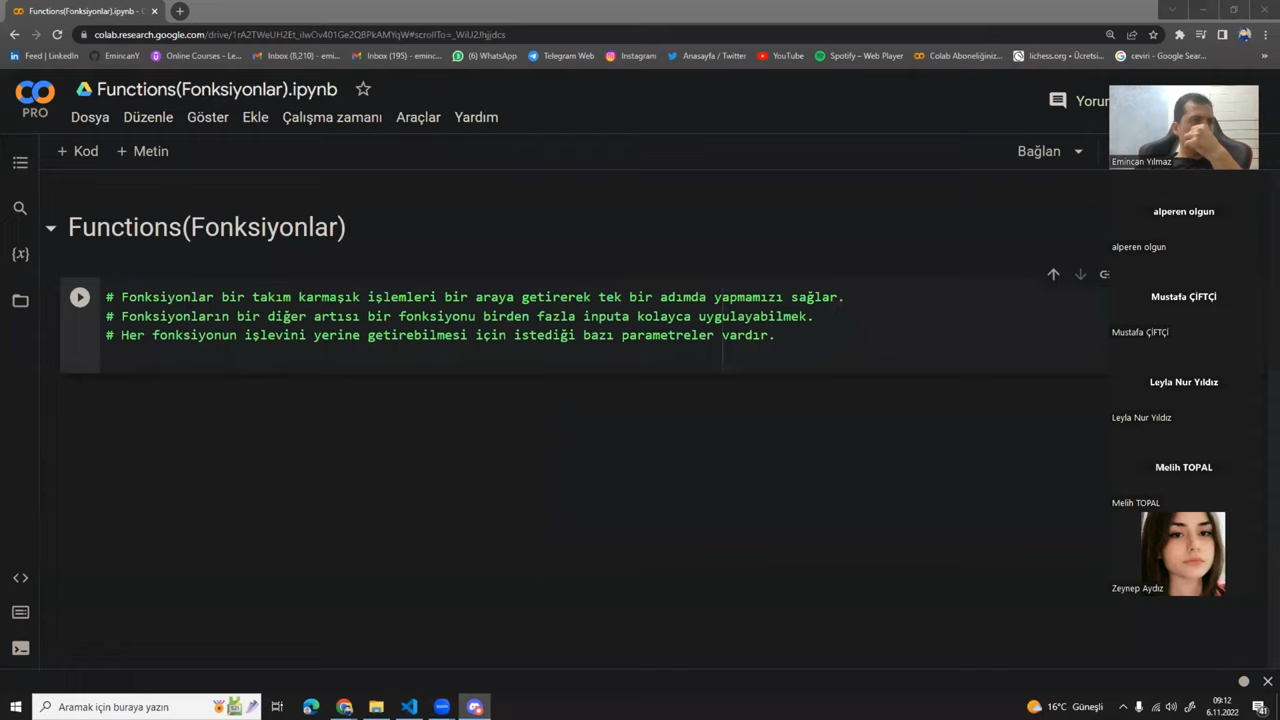 Functions(Fonksiyonlar).ipynb -
colab.research.google.com/drive/1rA2TWeUH2Et_ilwOv401Ge2QBPkAMYqW#scrollTo=_WiU2Jhjjdcs
Feed | LinkedIn
EmincanY
Online Courses - Le...
Inbox (8,210) - emi...
Inbox (195) - eminc...
(6) WhatsApp
Telegram Web
Instagram
Anasayfa / Twitter
YouTube
Spotify – Web Player
Colab Aboneliğiniz...
lichess.org • Ücretsi...
çeviri - Google Sear...
PRO
Functions(Fonksiyonlar).ipynb
Yorum
Dosya Düzenle Göster Ekle Çalışma zamanı Araçlar Yardım
+ Kod + Metin
Bağlan
Emincan Yılmaz
Functions(Fonksiyonlar)
# Fonksiyonlar bir takım karmaşık işlemleri bir araya getirerek tek bir adımda yapmamızı sağlar.
# Fonksiyonların bir diğer artısı bir fonksiyonu birden fazla inputa kolayca uygulayabilmek.
# Her fonksiyonun işlevini yerine getirebilmesi için istediği bazı parametreler vardır.
alperen olgun
alperen olgun
Mustafa ÇİFTÇİ
Mustafa ÇİFTÇİ
Leyla Nur Yıldız
Leyla Nur Yıldız
Melih TOPAL
Melih TOPAL
Zeynep Aydız
Aramak için buraya yazın
16°C Güneşli
09:12
6.11.2022